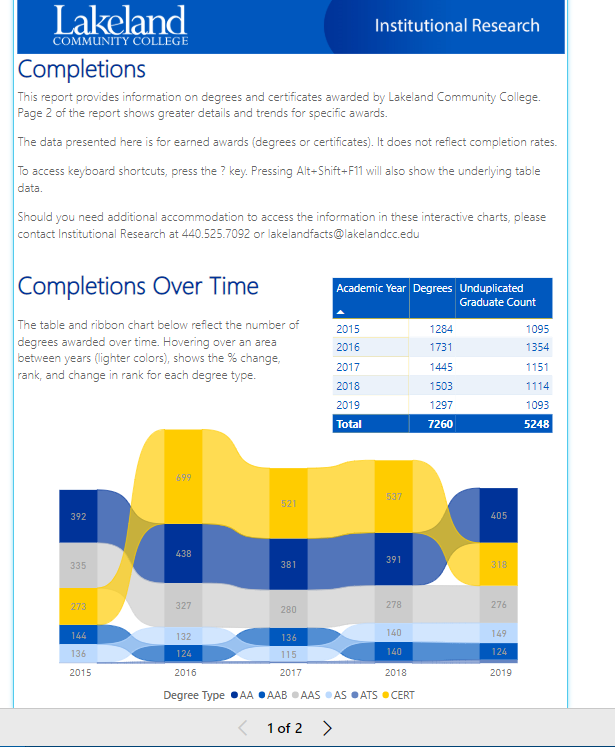 Lakeland
COMMUNITY COLLEGE
Institutional Research
Completions
This report provides information on degrees and certificates awarded by Lakeland Community College.
Page 2 of the report shows greater details and trends for specific awards.
The data presented here is for earned awards (degrees or certificates). It does not reflect completion rates.
To access keyboard shortcuts, press the ? key. Pressing Alt+Shift+F11 will also show the underlying table
data.
Should you need additional accommodation to access the information in these interactive charts, please
contact Institutional Research at 440.525.7092 or lakelandfacts@lakelandcc.edu
Completions Over Time
The table and ribbon chart below reflect the number of
degrees awarded over time. Hovering over an area
between years (lighter colors), shows the % change,
rank, and change in rank for each degree type.
Academic Year Degrees Unduplicated
Graduate Count
2015 1284 1095
2016 1731 1354
2017 1445 1151
2018 1503 1114
2019 1297 1093
Total 7260 5248
392 335 273 144 136
699 438 327 132 124
521 381 280 136 115
537 391 278 140 140
405 318 276 149 124
2015 2016 2017 2018 2019
Degree Type AA AAB AAS AS ATS CERT
1 of 2